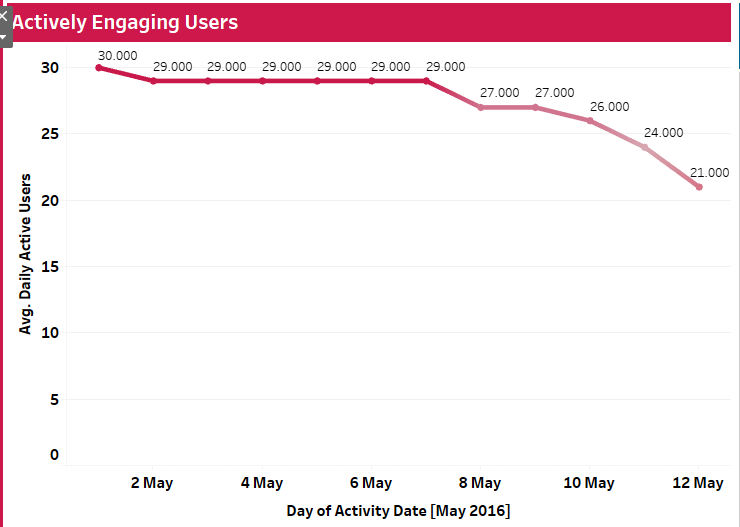 Actively Engaging Users
Avg. Daily Active Users
30
25
20
15
10
5
0
30.000
29.000
29.000
29.000
29.000
29.000
29.000
27.000
27.000
26.000
24.000
21.000
2 May
4 May
6 May
8 May
10 May
12 May
Day of Activity Date [May 2016]